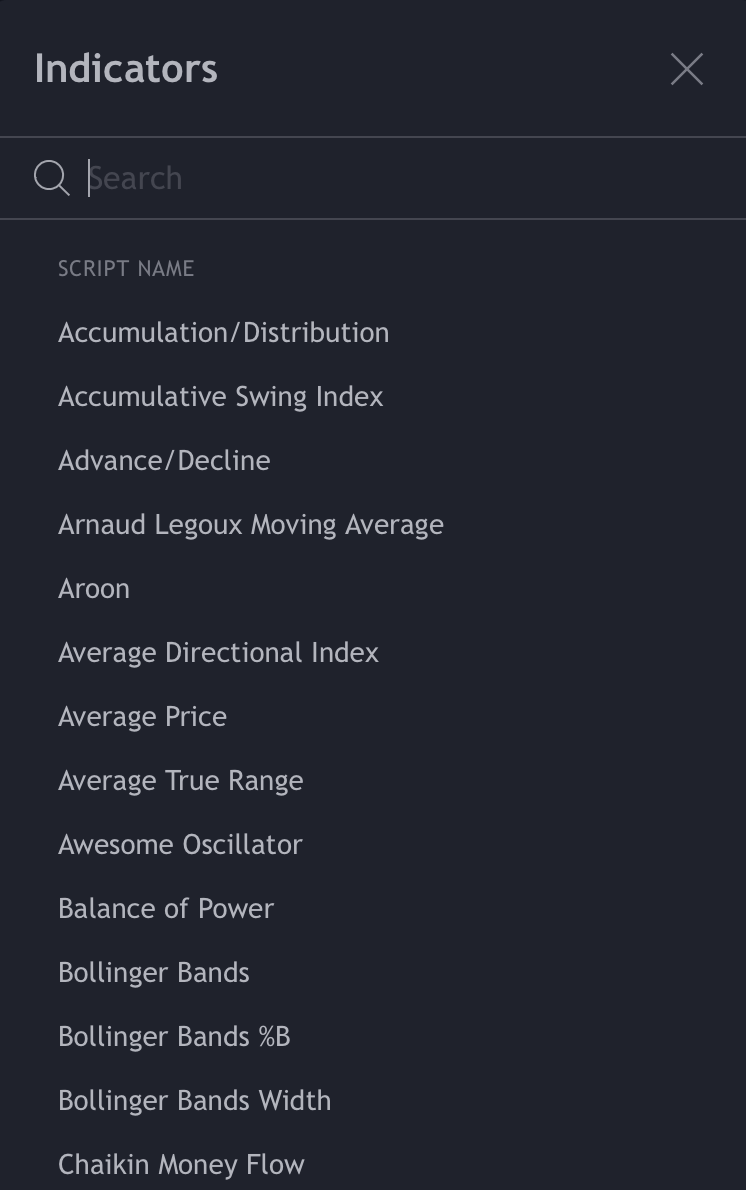 Indicators
Search
SCRIPT NAME
Accumulation/Distribution
Accumulative Swing Index
Advance/Decline
Arnaud Legoux Moving Average
Aroon
Average Directional Index
Average Price
Average True Range
Awesome Oscillator
Balance of Power
Bollinger Bands
Bollinger Bands %B
Bollinger Bands Width
Chaikin Money Flow